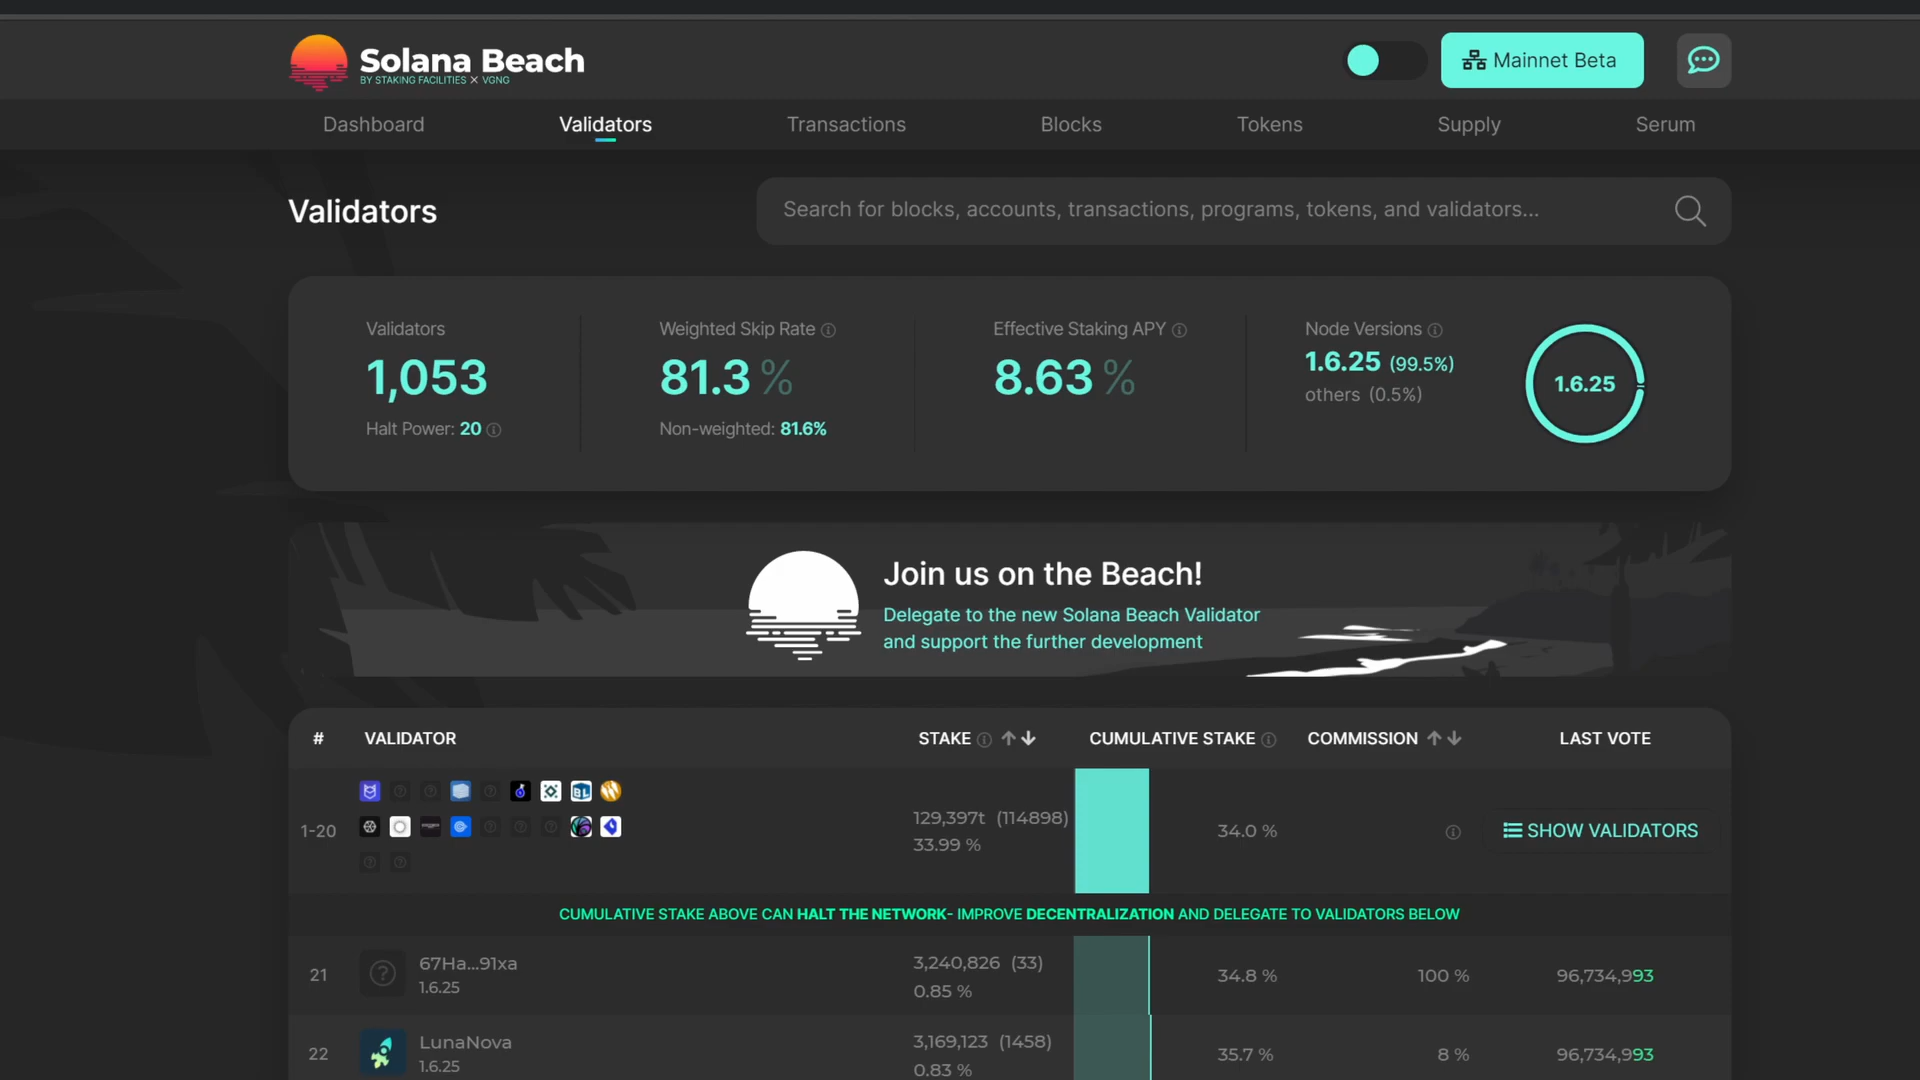 Solana Beach
BY STAKING FACILITIES X VGNG
Mainnet Beta
Dashboard Validators Transactions Blocks Tokens Supply Serum
Validators
Search for blocks, accounts, transactions, programs, tokens, and validators...
Validators
1,053
Halt Power: 20
Weighted Skip Rate
81.3 %
Non-weighted: 81.6%
Effective Staking APY
8.63 %
Node Versions
1.6.25 (99.5%)
others (0.5%)
1.6.25
Join us on the Beach!
Delegate to the new Solana Beach Validator
and support the further development
# VALIDATOR STAKE CUMULATIVE STAKE COMMISSION LAST VOTE
BL
1-20
129,397t (114898)
33.99 %
34.0 %
SHOW VALIDATORS
CUMULATIVE STAKE ABOVE CAN HALT THE NETWORK- IMPROVE DECENTRALIZATION AND DELEGATE TO VALIDATORS BELOW
21
67Ha...91xa
1.6.25
3,240,826 (33)
0.85 %
34.8 %
100 %
96,734,993
22
LunaNova
1.6.25
3,169,123 (1458)
0.83 %
35.7 %
8 %
96,734,993